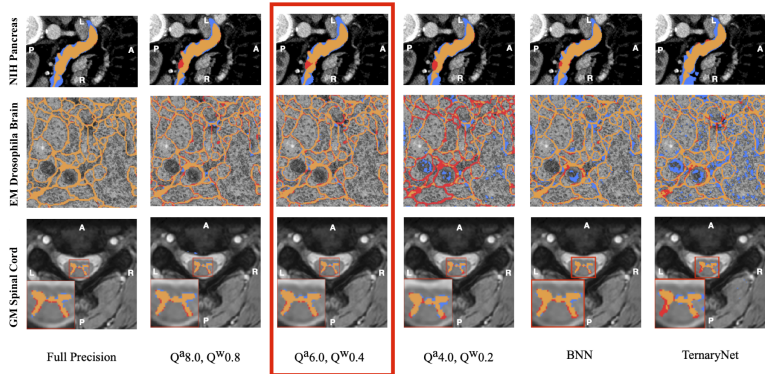 NIH Pancreas
L
P
A
R
L
P
A
R
L
P
A
R
L
P
A
R
L
P
A
R
L
P
A
R
EM Drosophila Brain
GM Spinal Cord
A
L
R
P
A
L
R
P
A
L
R
P
A
L
R
P
A
L
R
P
A
L
R
P
Full Precision
Qa8.0, Qw0.8
Qa6.0, Qw0.4
Qa4.0, Qw0.2
BNN
TernaryNet